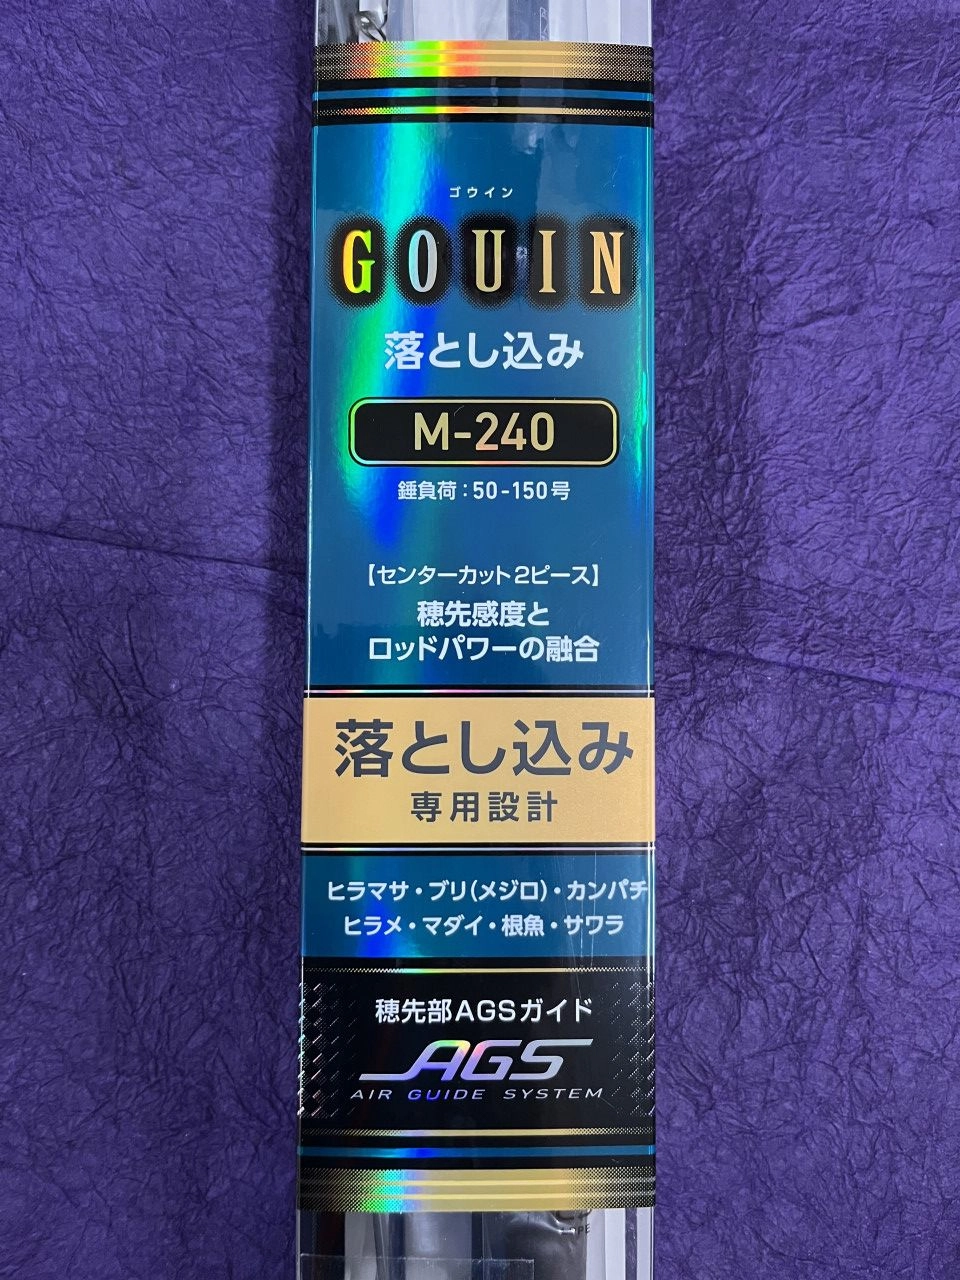 ゴウイン
GOUIN
落とし込み
M-240
錘負荷：50-150号
【センターカット2ピース】
穂先感度と
ロッドパワーの融合
落とし込み
専用設計
ヒラマサ・ブリ(メジロ)・カンパチ
ヒラメ・マダイ・根魚・サワラ
穂先部AGSガイド
AGS
AIR GUIDE SYSTEM